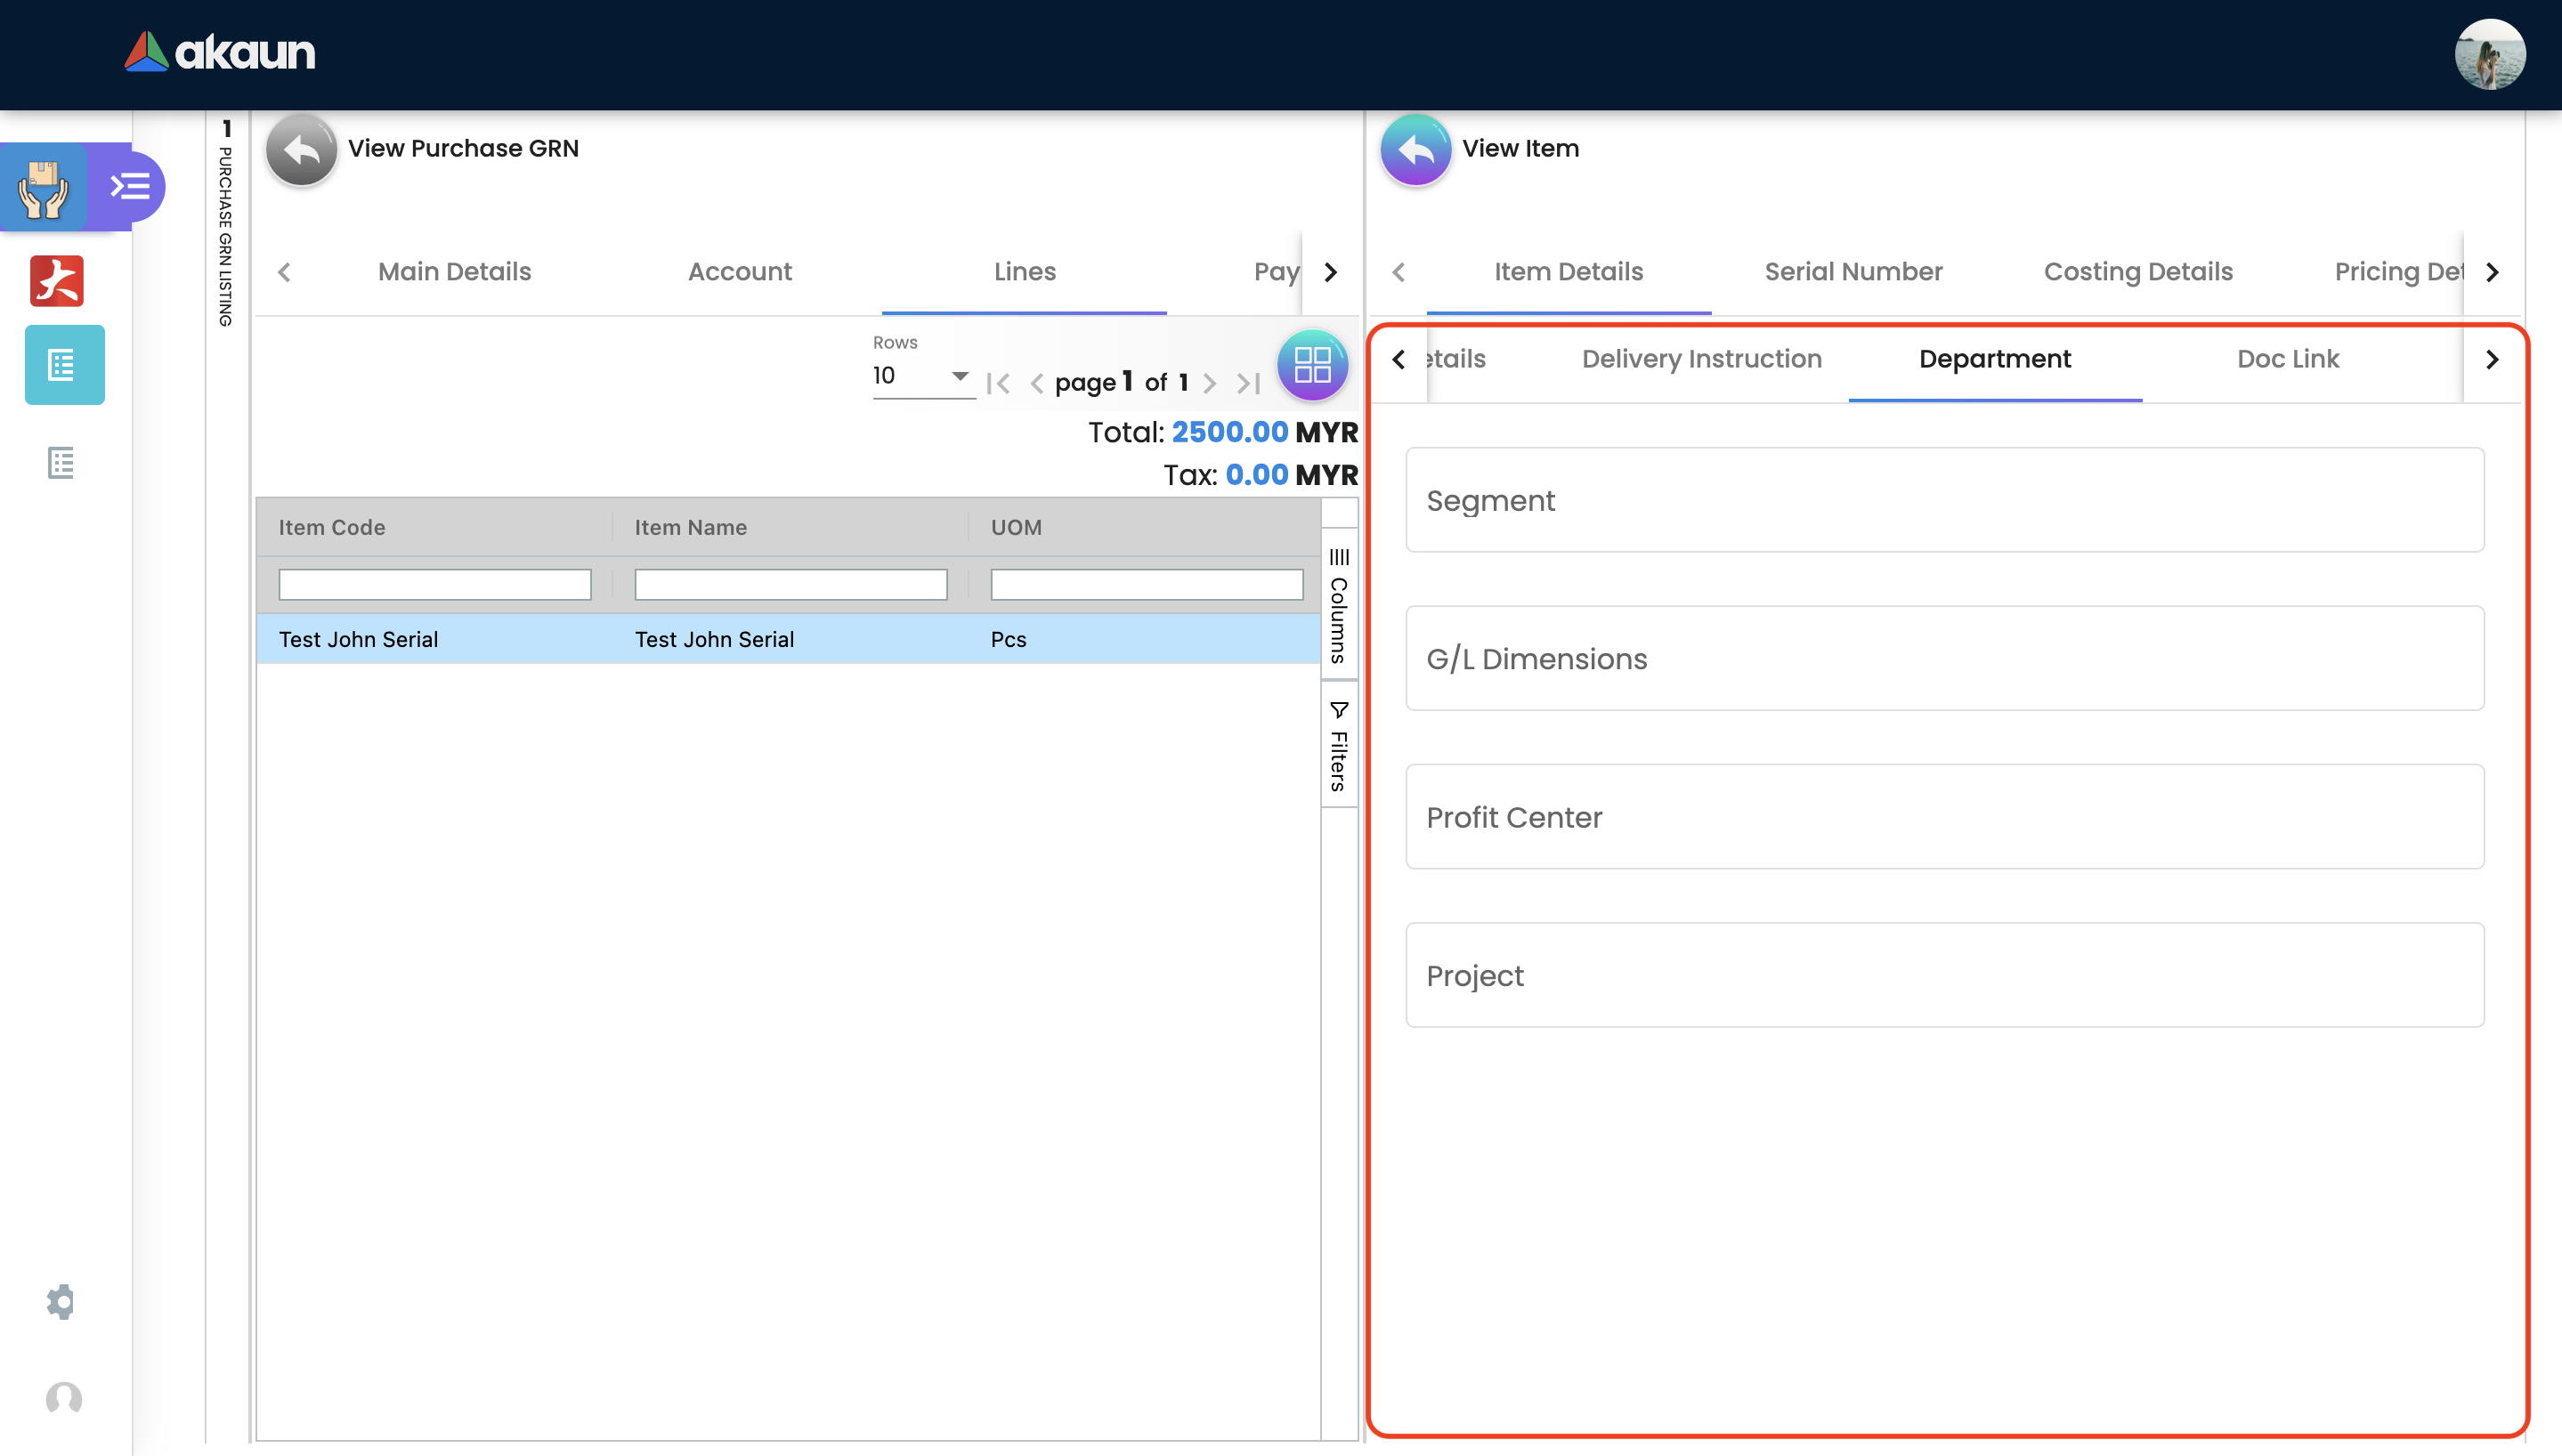 akaun
1 PURCHASE GRN LISTING
View Purchase GRN
Main Details
Account
Lines
Pay
Rows
10
page 1 of 1
Total: 2500.00 MYR
Tax: 0.00 MYR
Item Code
Item Name
UOM
Test John Serial
Test John Serial
Pcs
Columns
Filters
View Item
Item Details
Serial Number
Costing Details
Pricing Det
etails
Delivery Instruction
Department
Doc Link
Segment
G/L Dimensions
Profit Center
Project